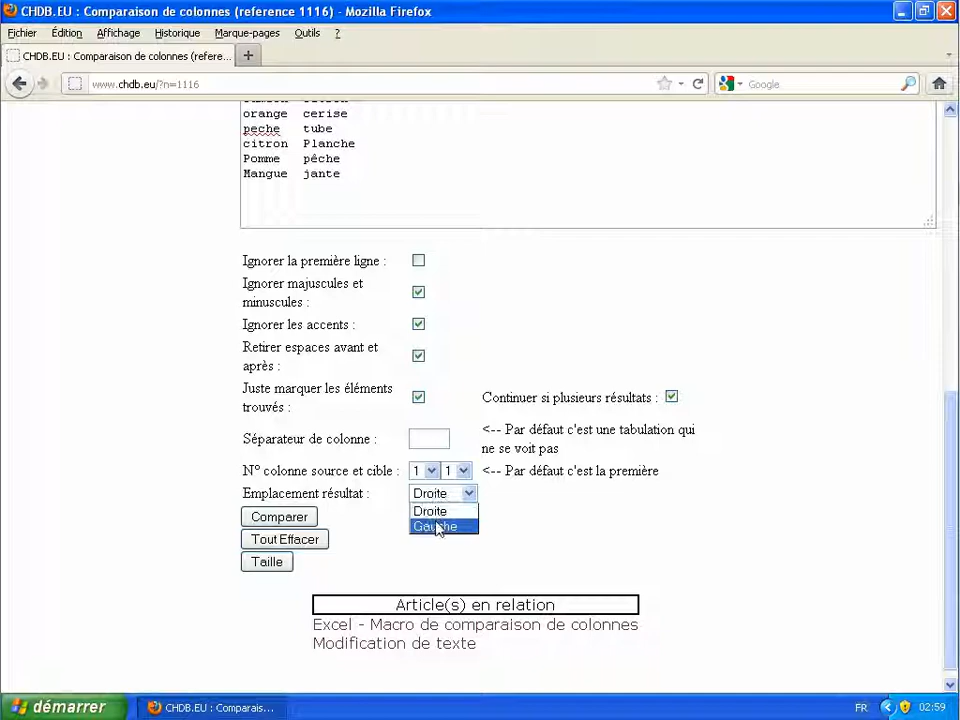 CHDB.EU : Comparaison de colonnes (reference 1116) - Mozilla Firefox
Fichier Édition Affichage Historique Marque-pages Outils ?
CHDB.EU : Comparaison de colonnes (refere... +
www.chdb.eu/?n=1116 Google
orange cerise
peche tube
citron Planche
Pomme pêche
Mangue jante
Ignorer la première ligne :
Ignorer majuscules et
minuscules :
Ignorer les accents :
Retirer espaces avant et
après :
Juste marquer les éléments
trouvés :
Continuer si plusieurs résultats :
Séparateur de colonne :
<-- Par défaut c'est une tabulation qui
ne se voit pas
N° colonne source et cible : 1 1 <-- Par défaut c'est la première
Emplacement résultat : Droite
Droite
Gauche
Comparer
Tout Effacer
Taille
Article(s) en relation
Excel - Macro de comparaison de colonnes
Modification de texte
démarrer CHDB.EU : Comparais... FR 02:59